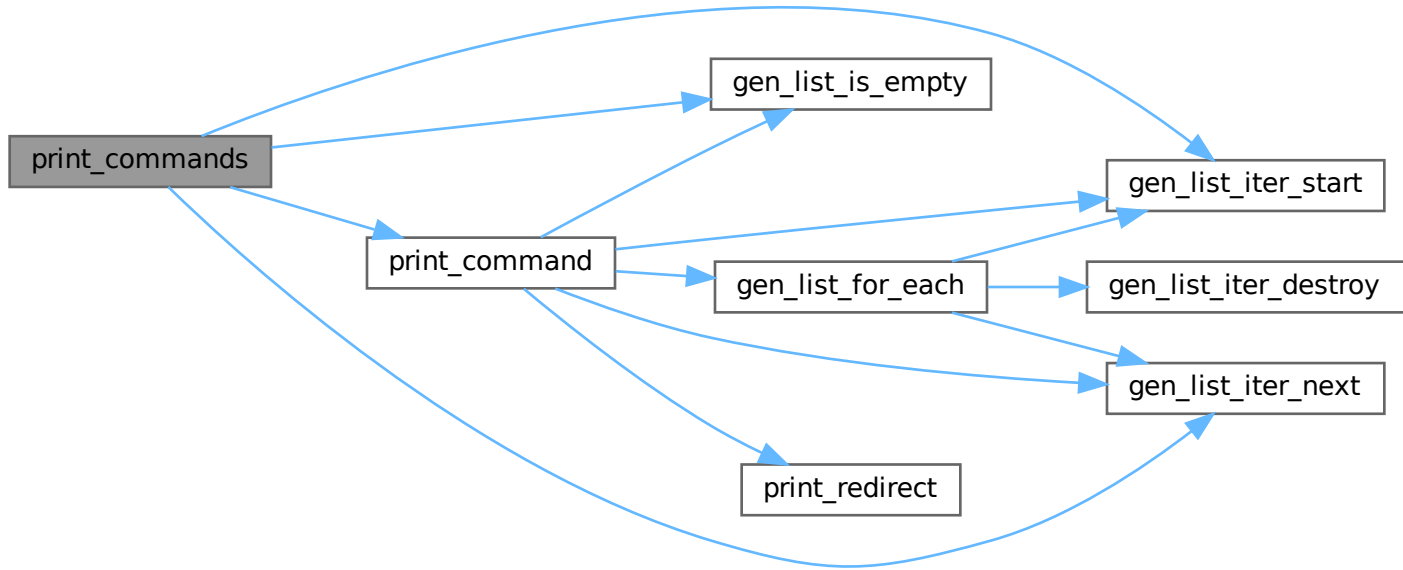 print_commands
gen_list_is_empty
print_command
gen_list_iter_start
gen_list_for_each
gen_list_iter_destroy
gen_list_iter_next
print_redirect